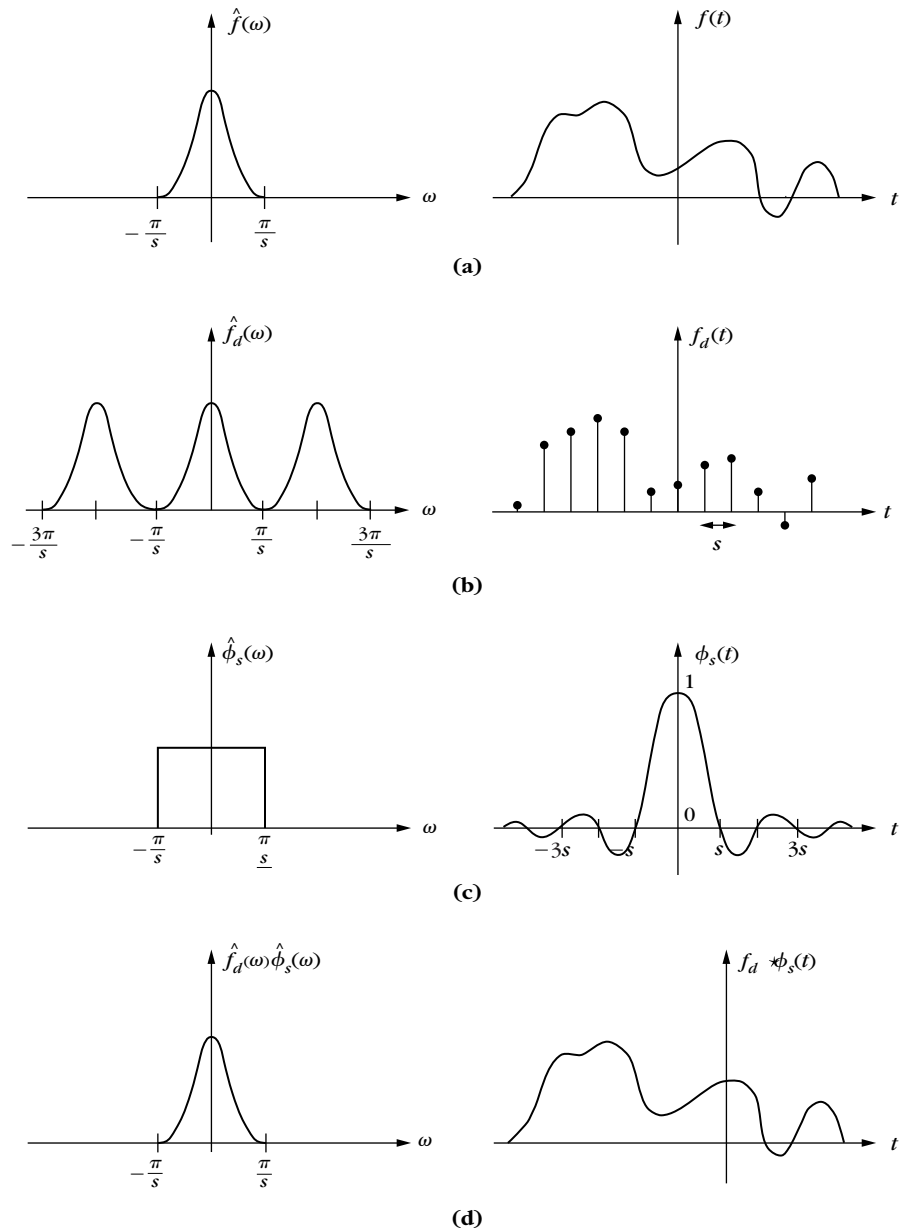 f̂(ω) f(t)
ω t
−π/s π/s
(a)
f̂_d(ω) f_d(t)
ω t
−3π/s −π/s π/s 3π/s s
(b)
φ̂_s(ω) ϕ_s(t)
1
0
ω t
−π/s π/s −3s −s s 3s
(c)
f̂_d(ω)ϕ̂_s(ω) f_d ⋆ϕ_s(t)
ω t
−π/s π/s
(d)